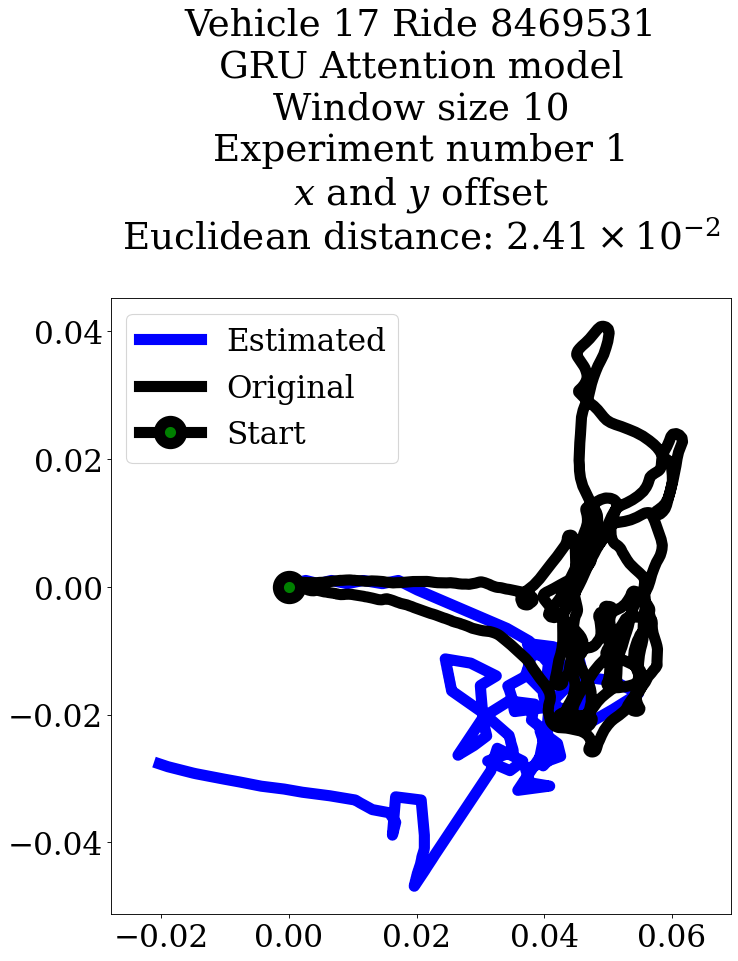 Vehicle 17 Ride 8469531
GRU Attention model
Window size 10
Experiment number 1
x and y offset
Euclidean distance: 2.41 × 10⁻²
Estimated
Original
Start
0.04
0.02
0.00
−0.02
−0.04
−0.02 0.00 0.02 0.04 0.06